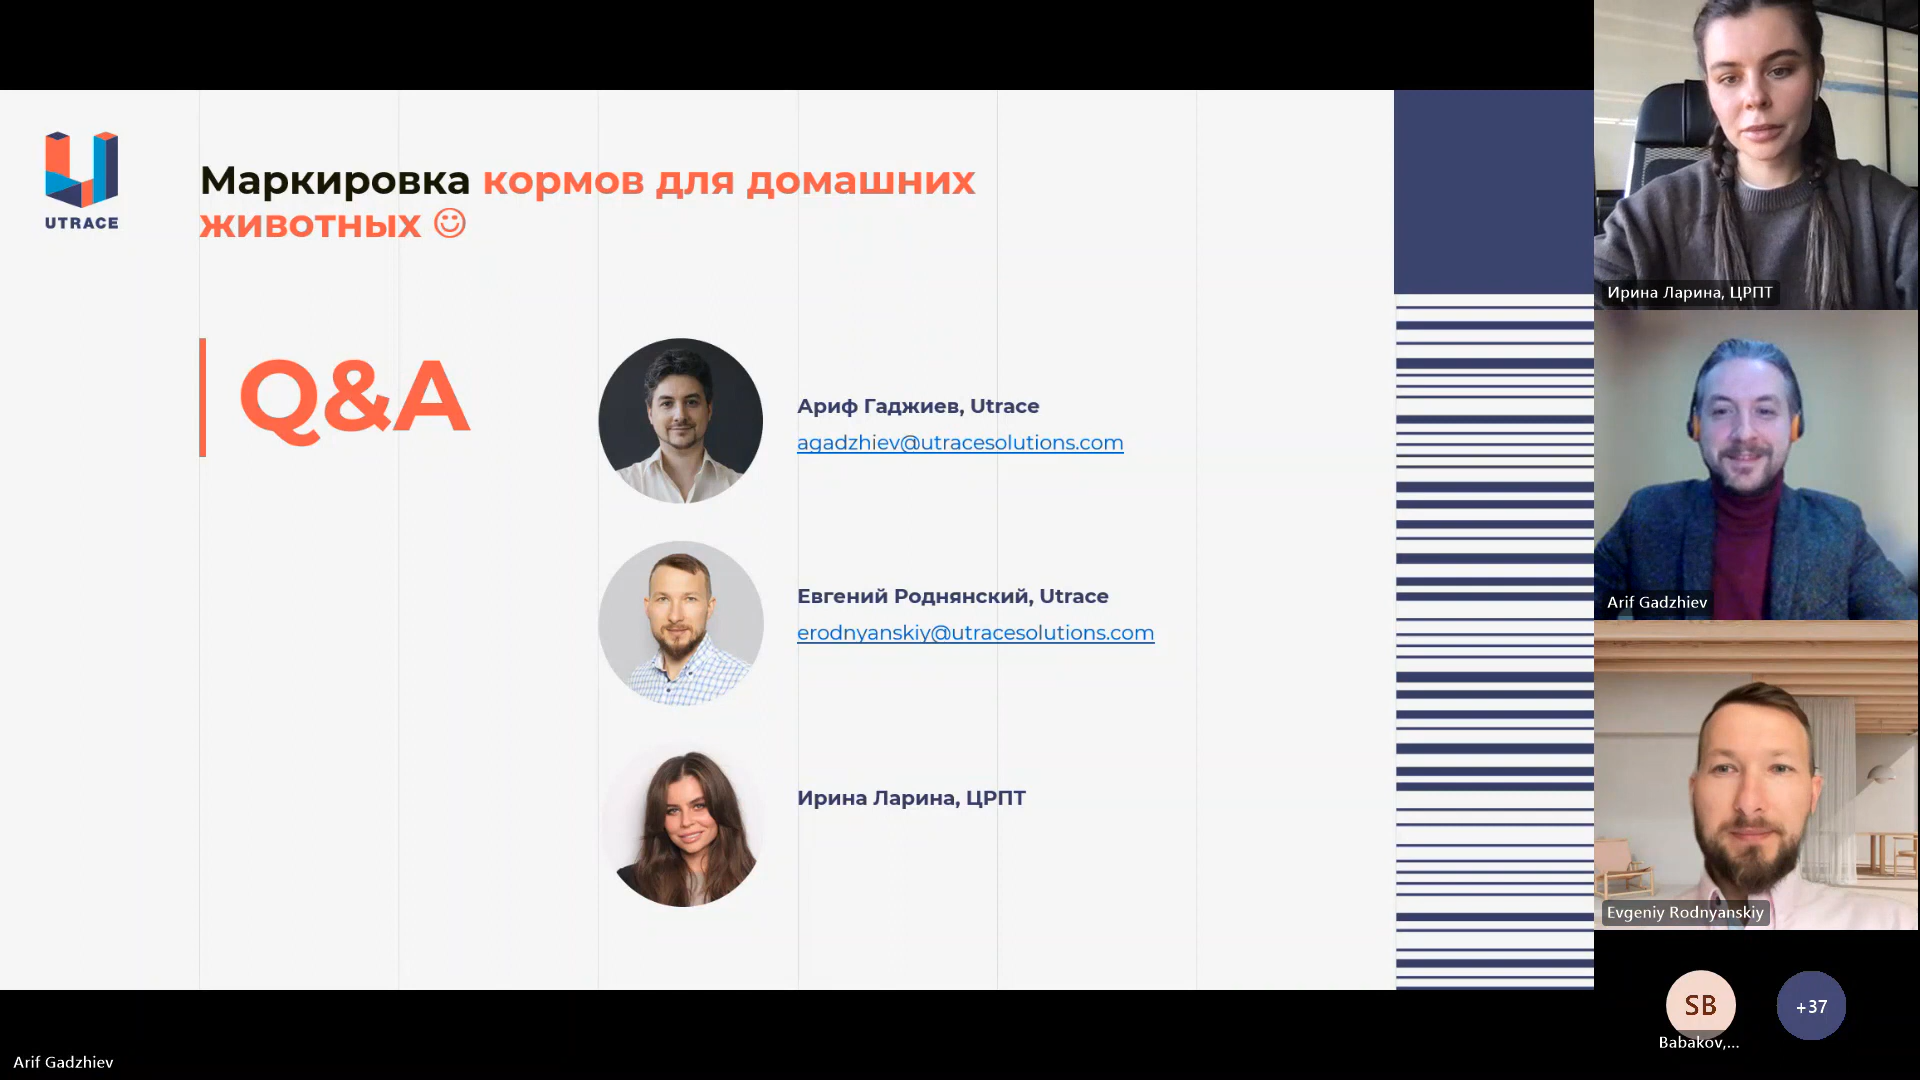 UTRACE
Маркировка кормов для домашних
животных ☺
Q&A
Ариф Гаджиев, Utrace
agadzhiev@utracesolutions.com
Евгений Роднянский, Utrace
erodnyanskiy@utracesolutions.com
Ирина Ларина, ЦРПТ
Ирина Ларина, ЦРПТ
Arif Gadzhiev
Evgeniy Rodnyanskiy
SB
+37
Babakov,...
Arif Gadzhiev